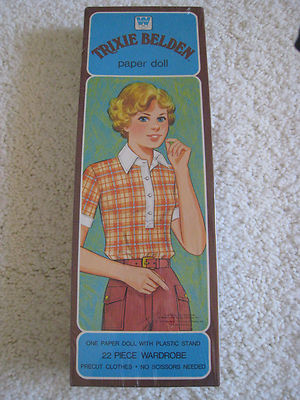 TRIXIE BELDEN
paper doll
ONE PAPER DOLL WITH PLASTIC STAND
22 PIECE WARDROBE
PRECUT CLOTHES • NO SCISSORS NEEDED